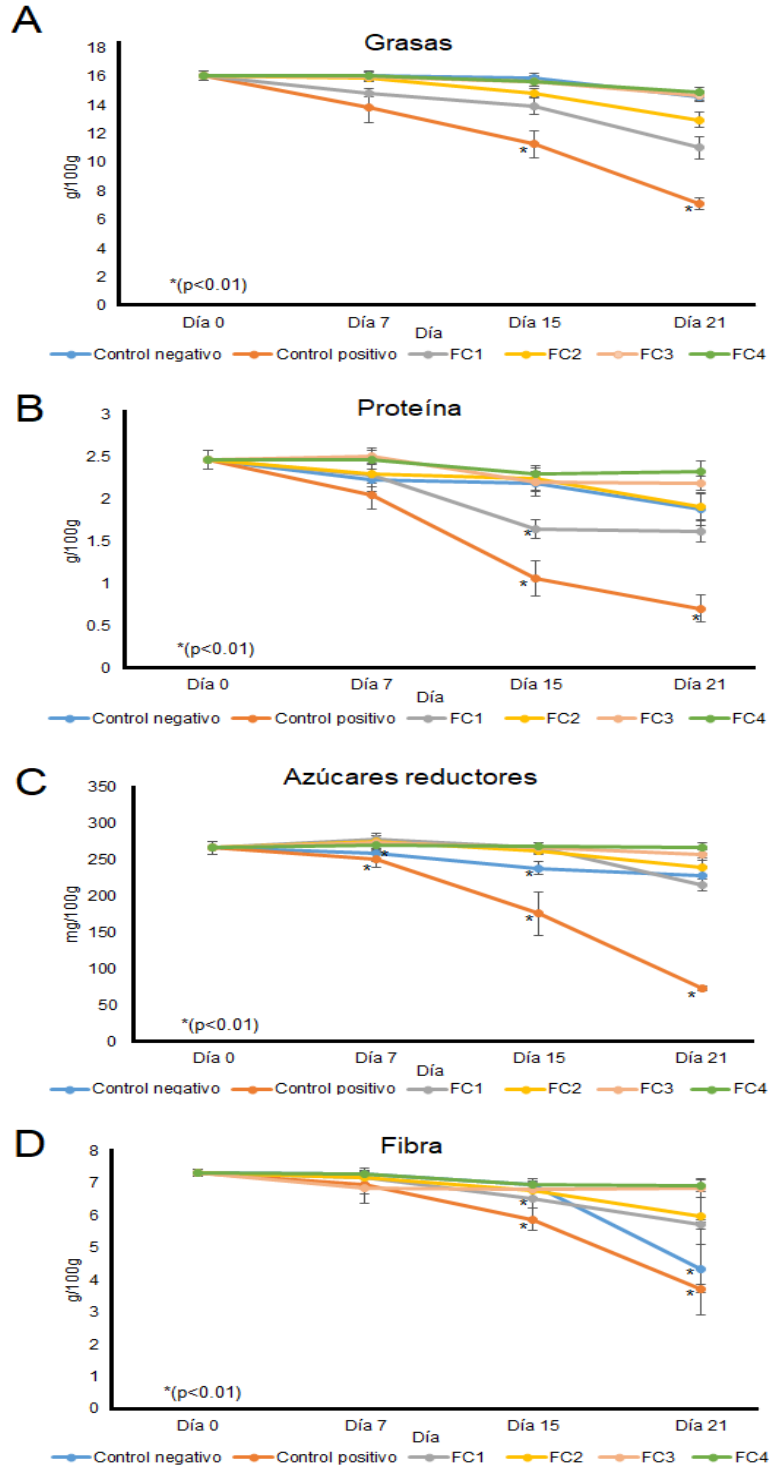 A
Grasas
18
16
14
12
10
8
6
4
2
0
g/100g
*
*
*(p<0.01)
Día 0 Día 7 Día 15 Día 21
Día
Control negativo Control positivo FC1 FC2 FC3 FC4
B
Proteína
3
2.5
2
1.5
1
0.5
0
g/100g
*
*
*
*(p<0.01)
Día 0 Día 7 Día 15 Día 21
Día
Control negativo Control positivo FC1 FC2 FC3 FC4
C
Azúcares reductores
350
300
250
200
150
100
50
0
mg/100g
*
*
*
*
*
*(p<0.01)
Día 0 Día 7 Día 15 Día 21
Día
Control negativo Control positivo FC1 FC2 FC3 FC4
D
Fibra
8
7
6
5
4
3
2
1
0
g/100g
*
*
*
*
*(p<0.01)
Día 0 Día 7 Día 15 Día 21
Día
Control negativo Control positivo FC1 FC2 FC3 FC4